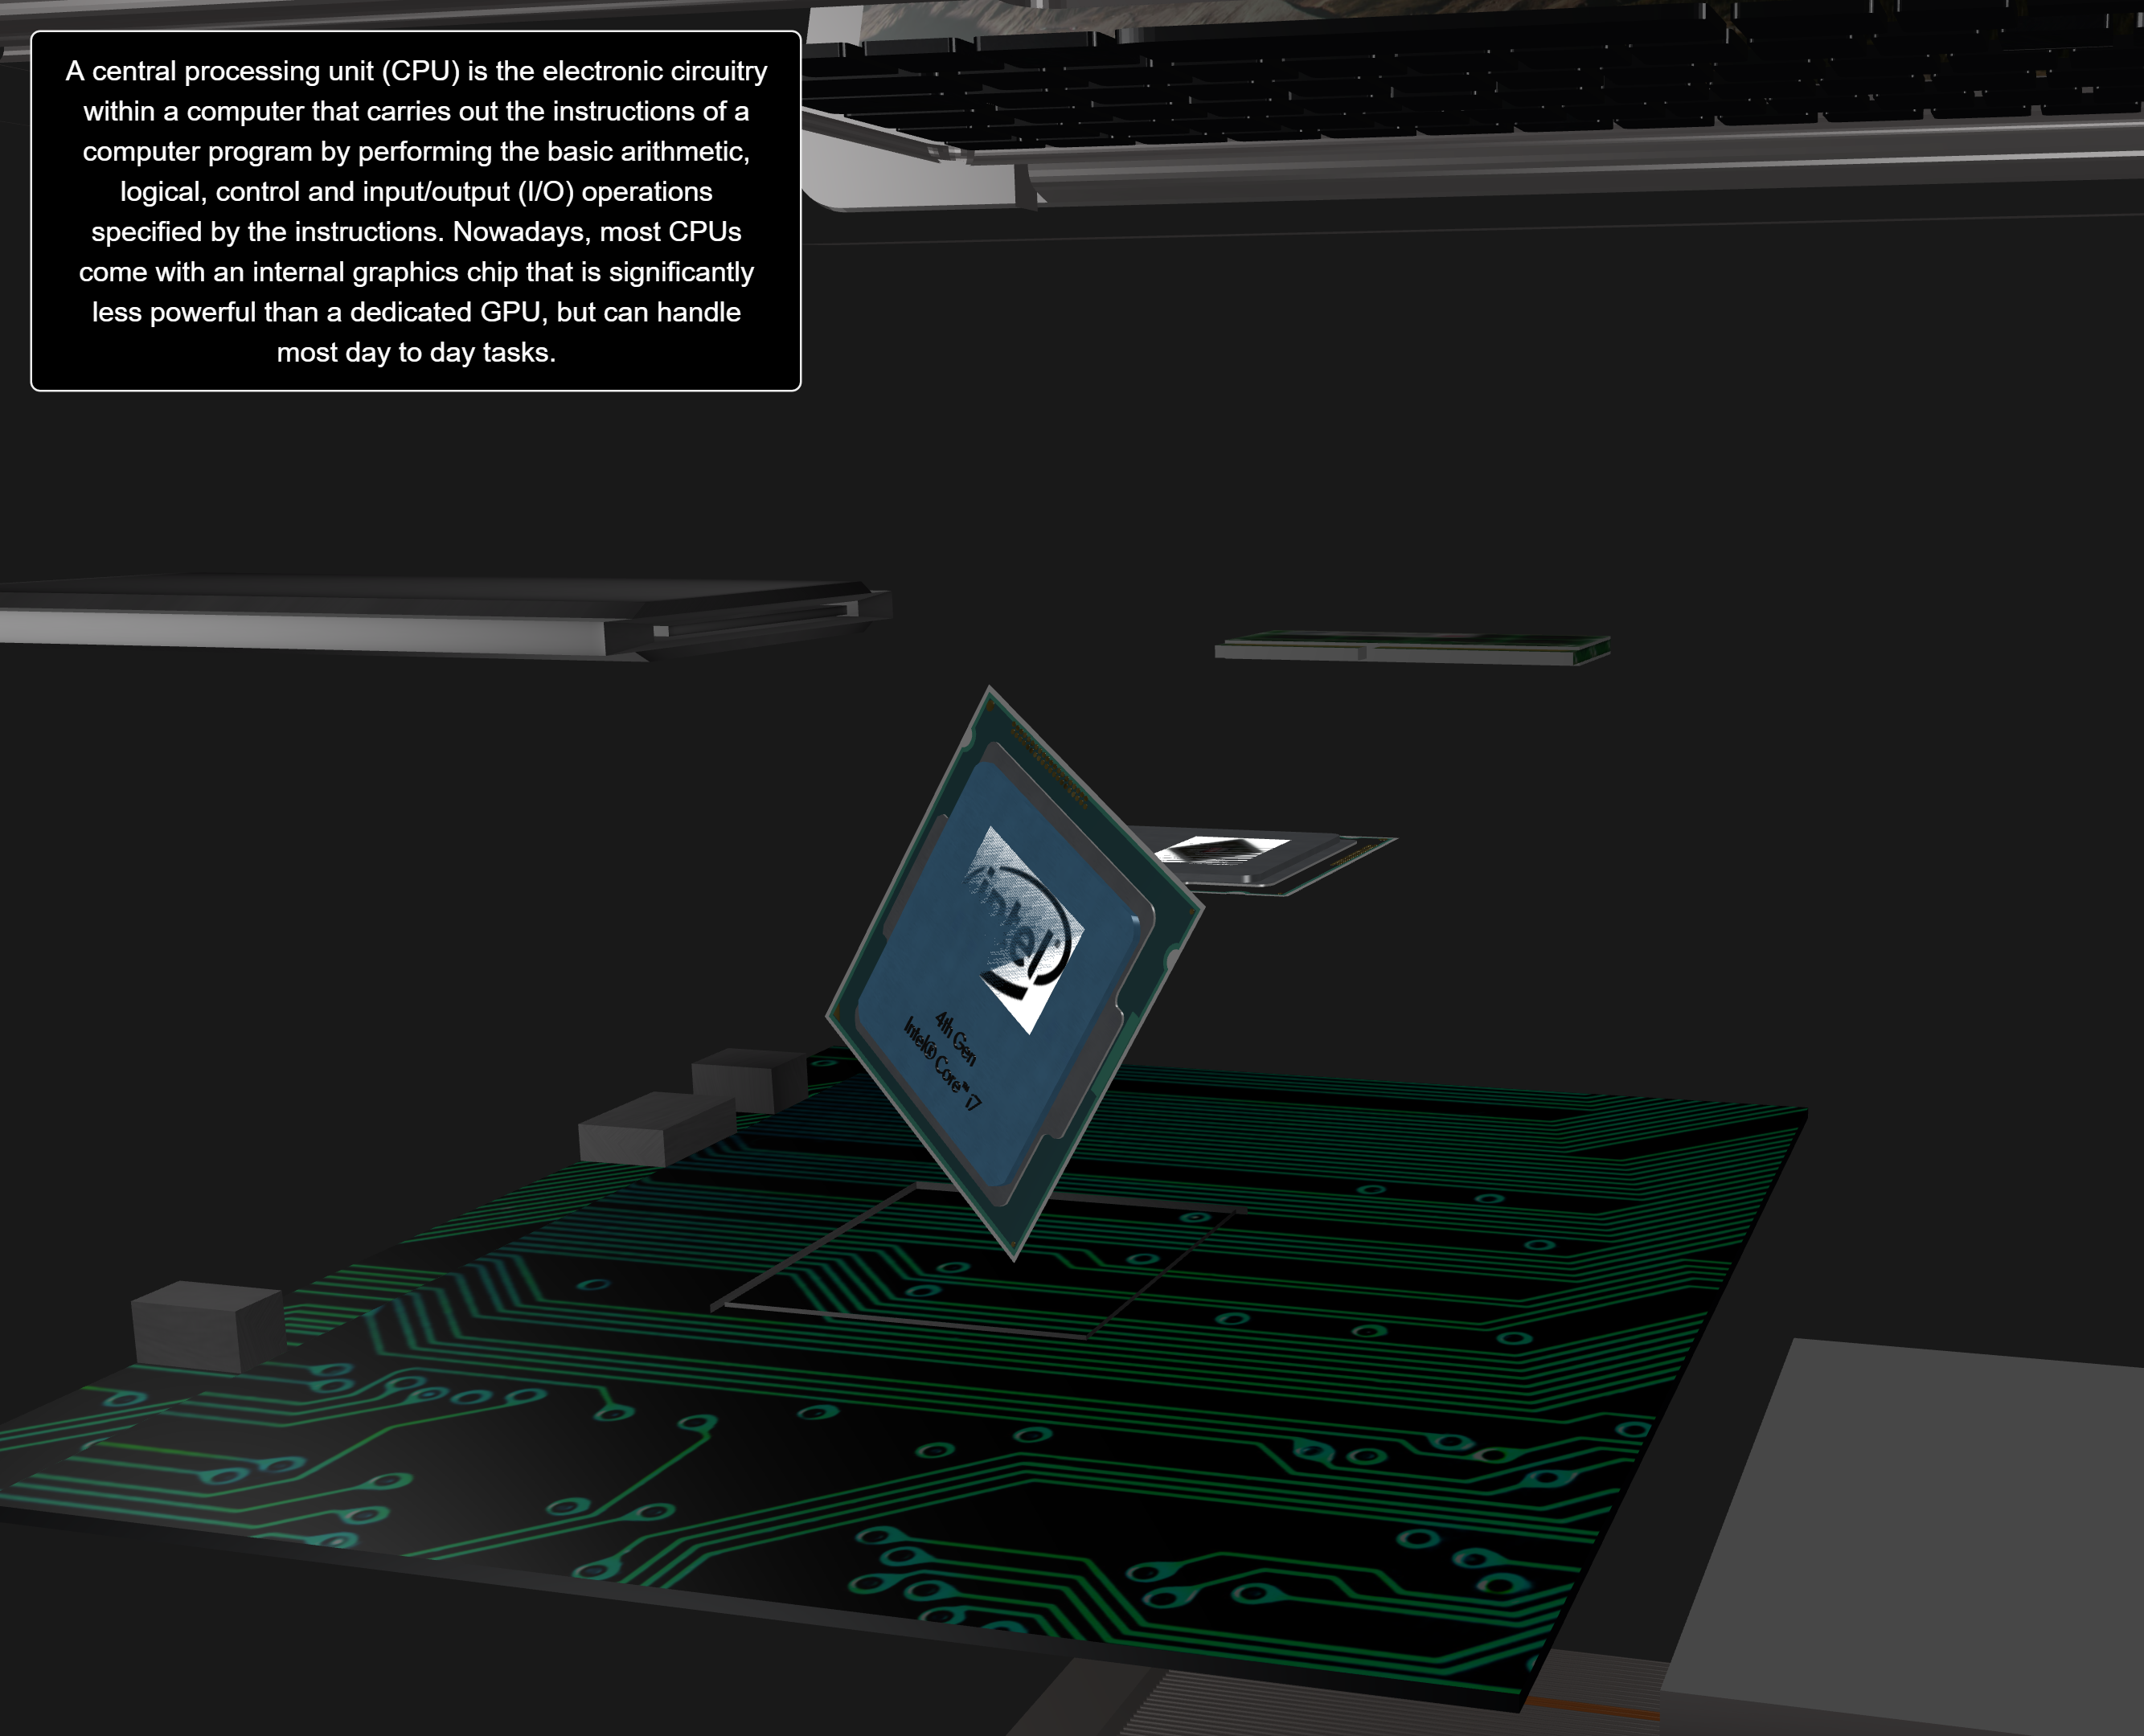 A central processing unit (CPU) is the electronic circuitry
within a computer that carries out the instructions of a
computer program by performing the basic arithmetic,
logical, control and input/output (I/O) operations
specified by the instructions. Nowadays, most CPUs
come with an internal graphics chip that is significantly
less powerful than a dedicated GPU, but can handle
most day to day tasks.
intel
4th Gen
Intel® Core™ i7